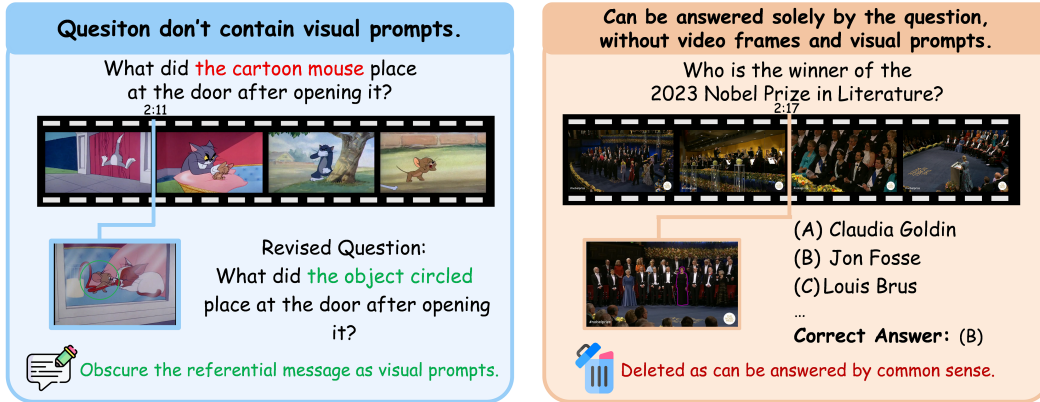 Quesiton don't contain visual prompts.
What did the cartoon mouse place
at the door after opening it?
2:11
Revised Question:
What did the object circled
place at the door after opening
it?
Obscure the referential message as visual prompts.
Can be answered solely by the question,
without video frames and visual prompts.
Who is the winner of the
2023 Nobel Prize in Literature?
2:17
(A) Claudia Goldin
(B) Jon Fosse
(C) Louis Brus
...
Correct Answer: (B)
Deleted as can be answered by common sense.